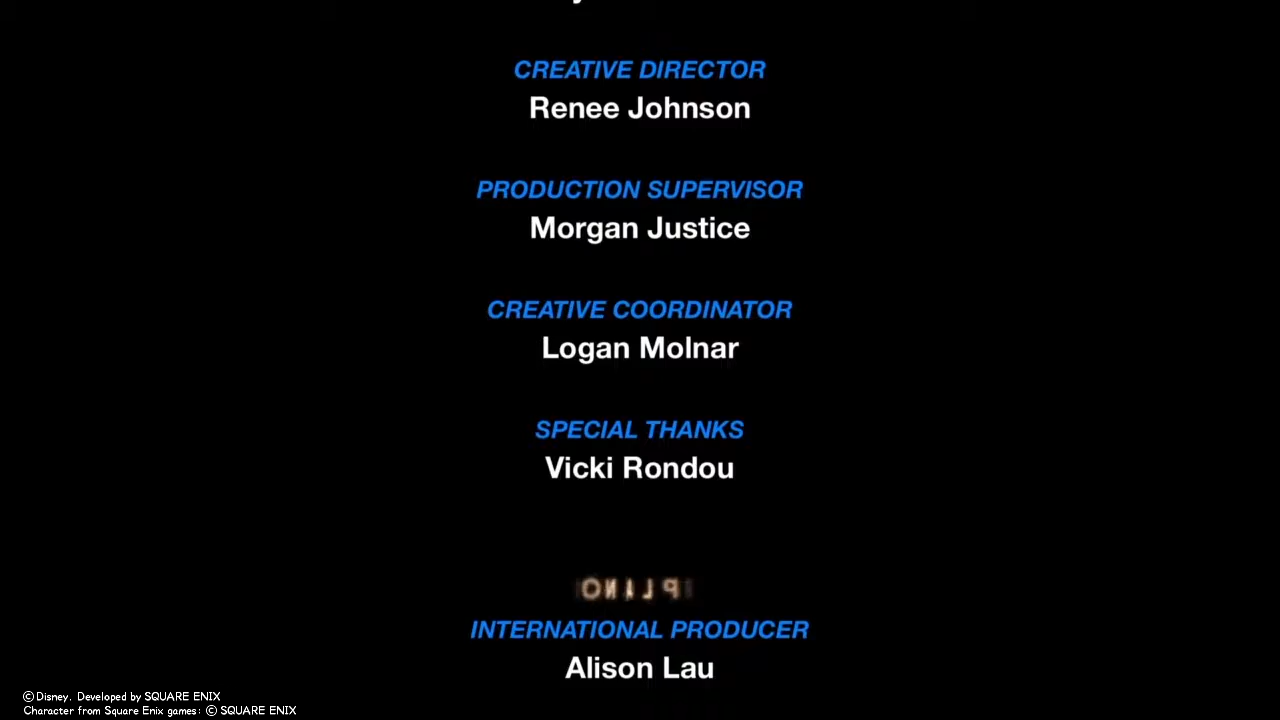 CREATIVE DIRECTOR
Renee Johnson
PRODUCTION SUPERVISOR
Morgan Justice
CREATIVE COORDINATOR
Logan Molnar
SPECIAL THANKS
Vicki Rondou
INTERNATIONAL PRODUCER
Alison Lau
©Disney. Developed by SQUARE ENIX
Character from Square Enix games: © SQUARE ENIX